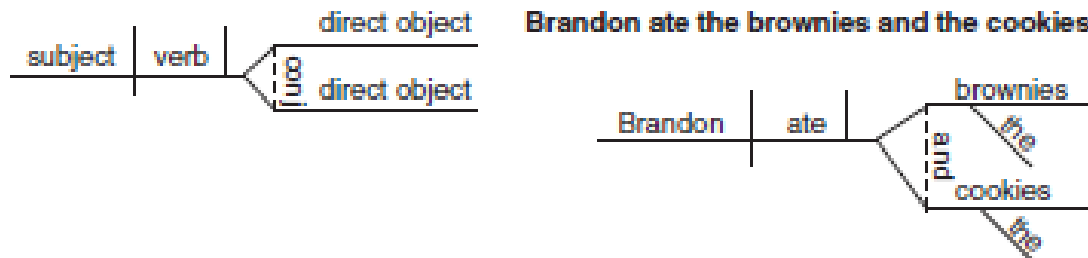 direct object
subject verb
conj
direct object
Brandon ate the brownies and the cookies
brownies
Brandon ate
the
and
cookies
the